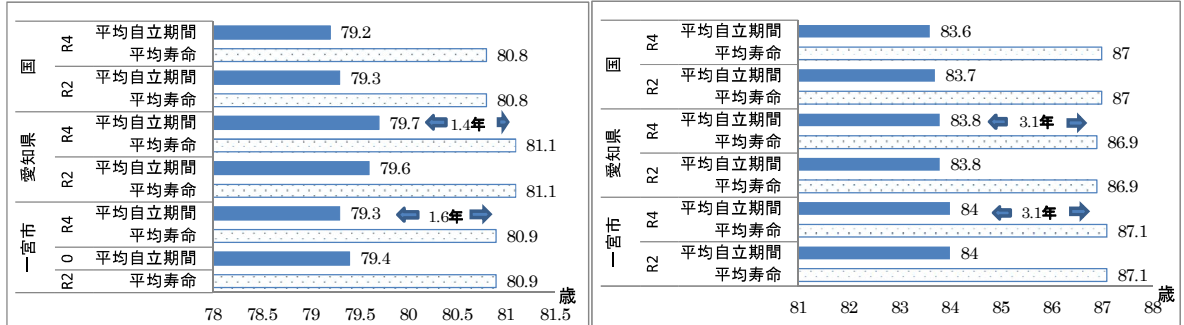 国
R4
平均自立期間 79.2
平均寿命 80.8
R2
平均自立期間 79.3
平均寿命 80.8
愛知県
R4
平均自立期間 79.7 1.4年
平均寿命 81.1
R2
平均自立期間 79.6
平均寿命 81.1
一宮市
R4
平均自立期間 79.3 1.6年
平均寿命 80.9
0
平均自立期間 79.4
R2
平均寿命 80.9
歳
78 78.5 79 79.5 80 80.5 81 81.5
国
R4
平均自立期間 83.6
平均寿命 87
R2
平均自立期間 83.7
平均寿命 87
愛知県
R4
平均自立期間 83.8 3.1年
平均寿命 86.9
R2
平均自立期間 83.8
平均寿命 86.9
一宮市
R4
平均自立期間 84 3.1年
平均寿命 87.1
R2
平均自立期間 84
平均寿命 87.1
歳
81 82 83 84 85 86 87 88